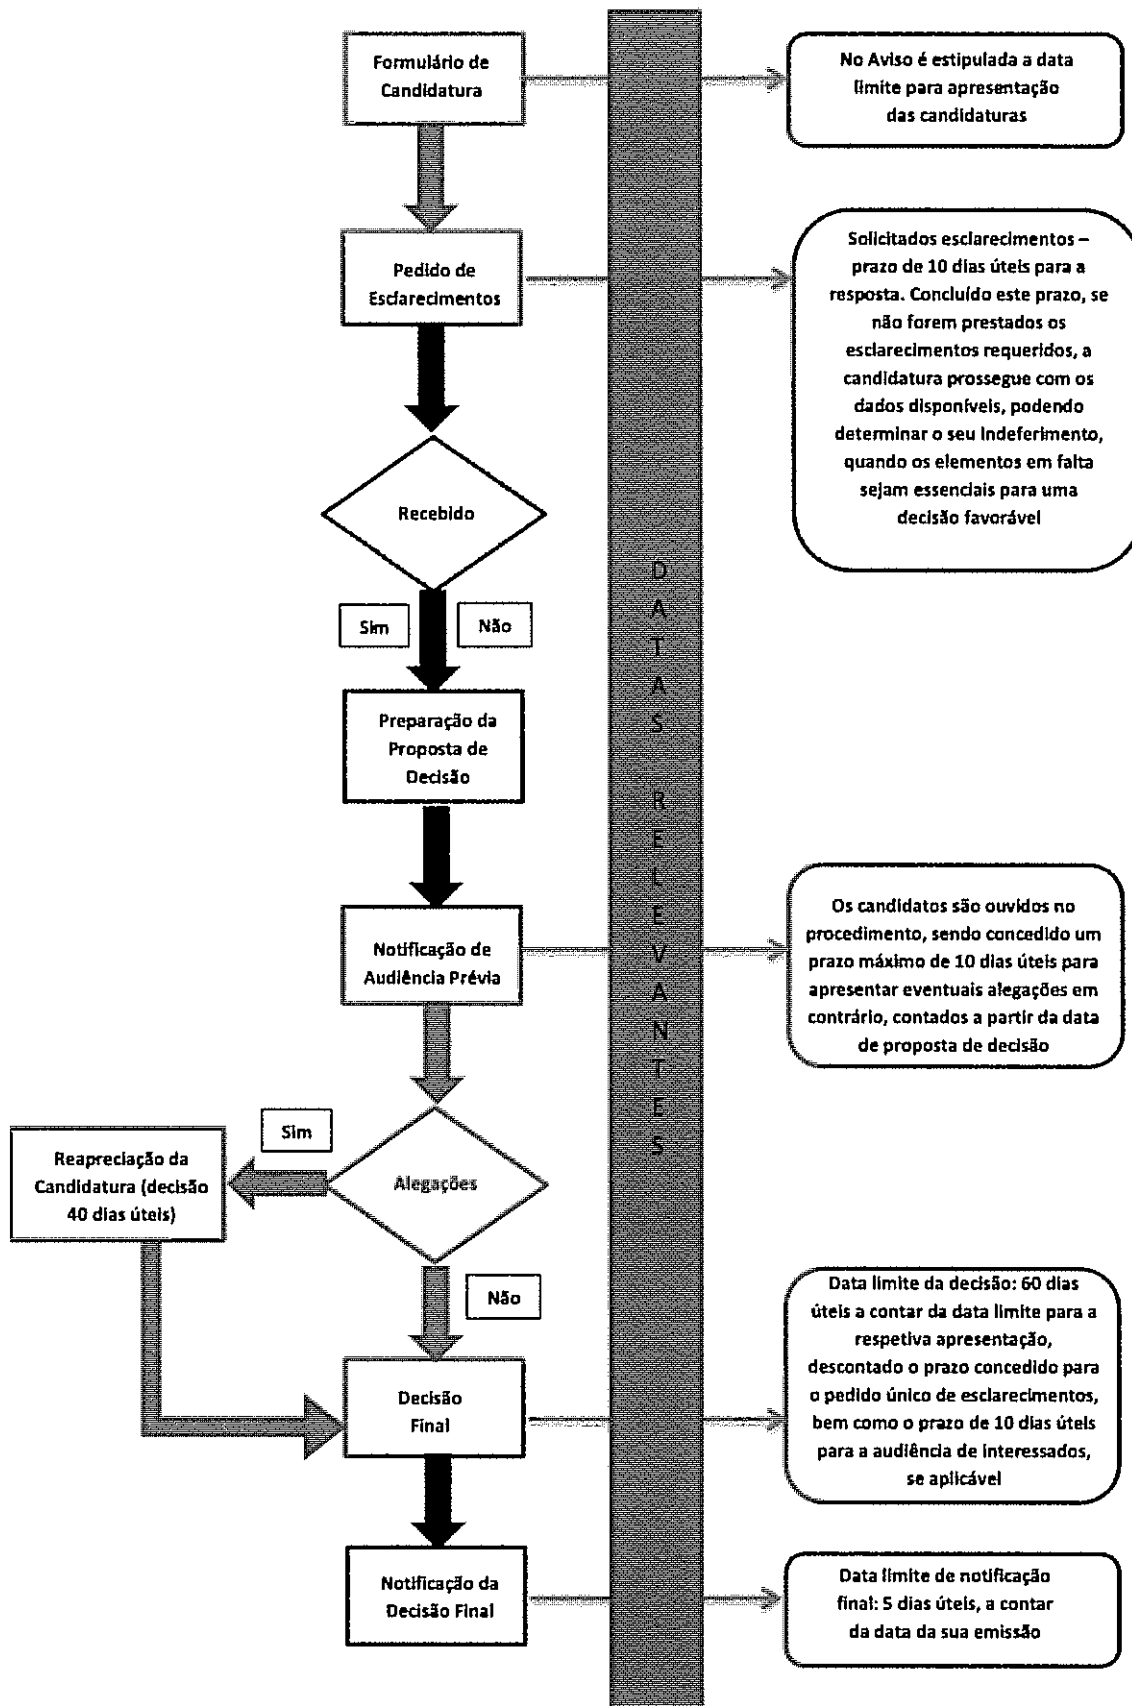 Formulário de
Candidatura
No Aviso é estipulada a data
limite para apresentação
das candidaturas
Pedido de
Esclarecimentos
Solicitados esclarecimentos –
prazo de 10 dias úteis para a
resposta. Concluído este prazo, se
não forem prestados os
esclarecimentos requeridos, a
candidatura prossegue com os
dados disponíveis, podendo
determinar o seu indeferimento,
quando os elementos em falta
sejam essenciais para uma
decisão favorável
Recebido
Sim
Não
Preparação da
Proposta de
Decisão
DATAS RELEVANTES
Notificação de
Audiência Prévia
Os candidatos são ouvidos no
procedimento, sendo concedido um
prazo máximo de 10 dias úteis para
apresentar eventuais alegações em
contrário, contados a partir da data
de proposta de decisão
Sim
Alegações
Reapreciação da
Candidatura (decisão
40 dias úteis)
Não
Decisão
Final
Data limite da decisão: 60 dias
úteis a contar da data limite para a
respetiva apresentação,
descontado o prazo concedido para
o pedido único de esclarecimentos,
bem como o prazo de 10 dias úteis
para a audiência de interessados,
se aplicável
Notificação da
Decisão Final
Data limite de notificação
final: 5 dias úteis, a contar
da data da sua emissão